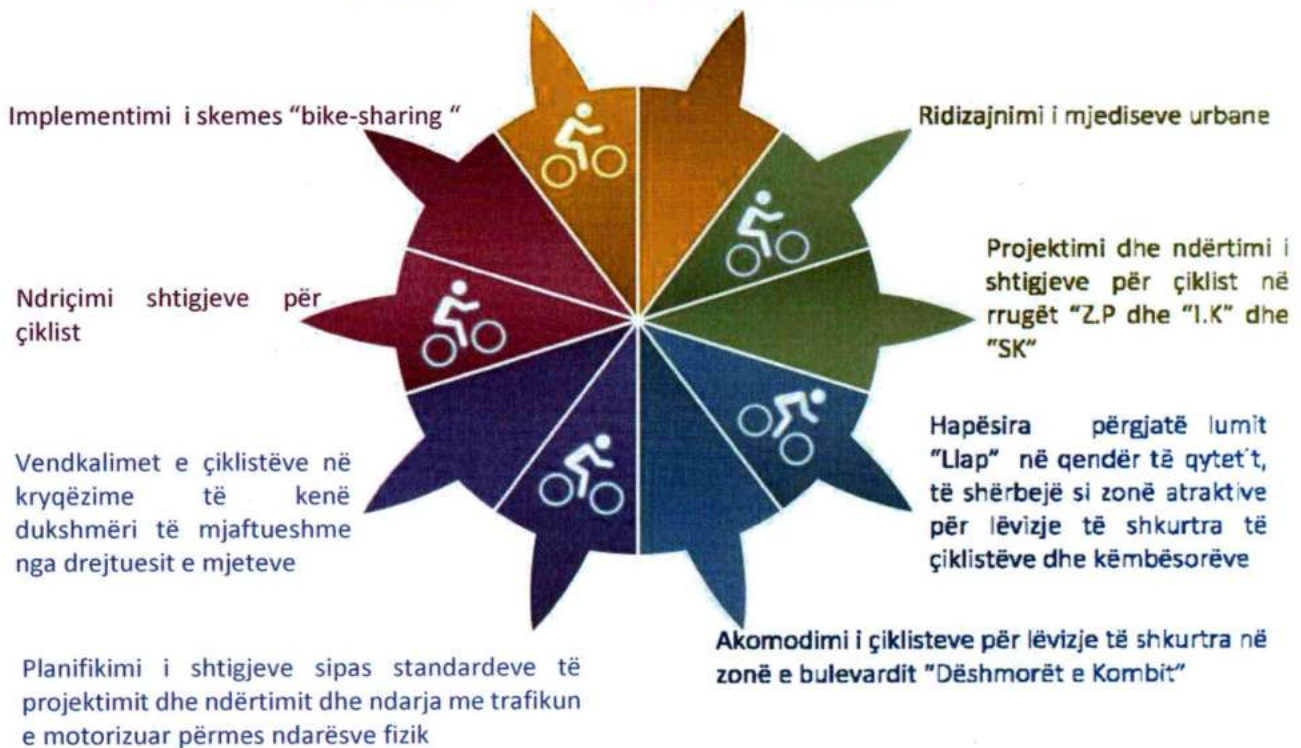 Implementimi i skemes "bike-sharing "
Ridizajnimi i mjediseve urbane
Projektimi dhe ndërtimi i
shtigjeve për çiklist në
rrugët "Z.P dhe "I.K" dhe
"SK"
Ndriçimi shtigjeve për
çiklist
Hapësira përgjatë lumit
"Llap" në qendër të qytet't,
të shërbejë si zonë atraktive
për lëvizje të shkurtra të
çiklistëve dhe këmbësorëve
Vendkalimet e çiklistëve në
kryqëzime të kenë
dukshmëri të mjaftueshme
nga drejtuesit e mjeteve
Akomodimi i çiklisteve për lëvizje të shkurtra në
zonë e bulevardit "Dëshmorët e Kombit"
Planifikimi i shtigjeve sipas standardeve të
projektimit dhe ndërtimit dhe ndarja me trafikun
e motorizuar përmes ndarësve fizik